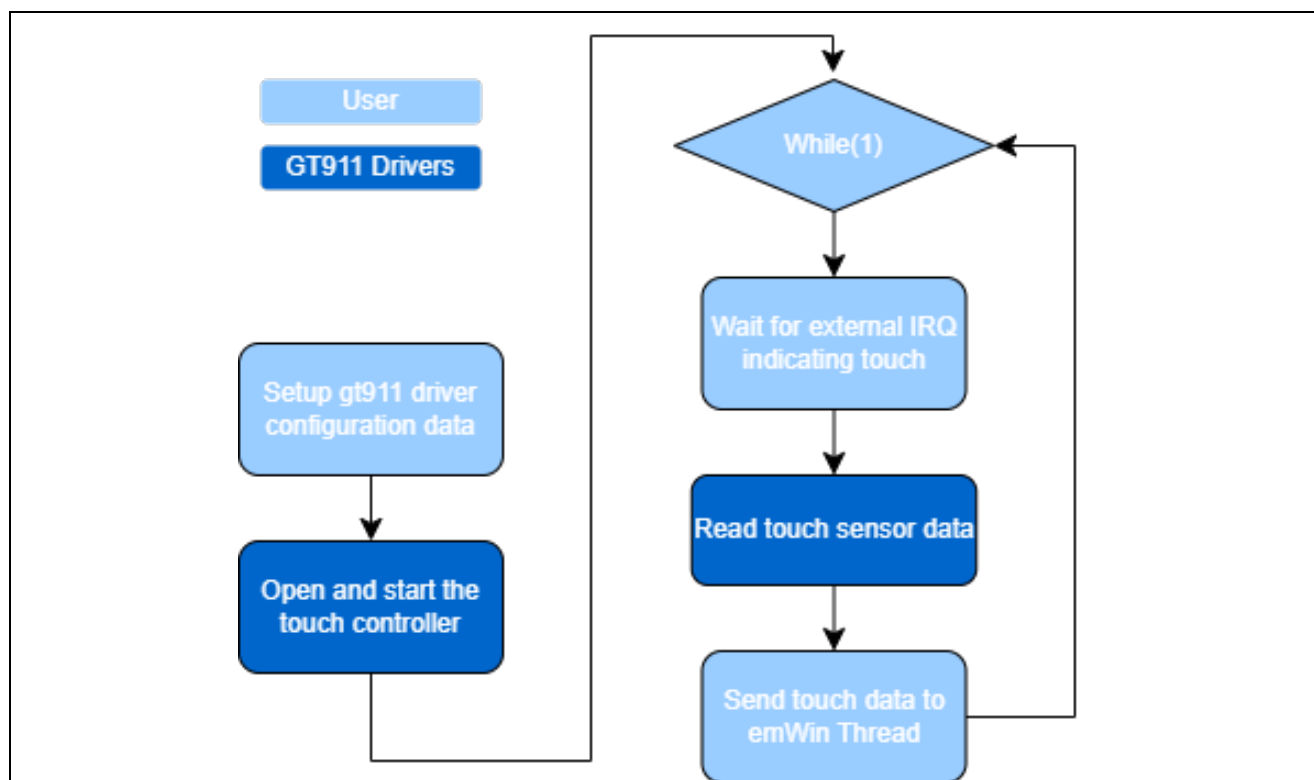 User
GT911 Drivers
Setup gt911 driver
configuration data
Open and start the
touch controller
While(1)
Wait for external IRQ
indicating touch
Read touch sensor data
Send touch data to
emWin Thread